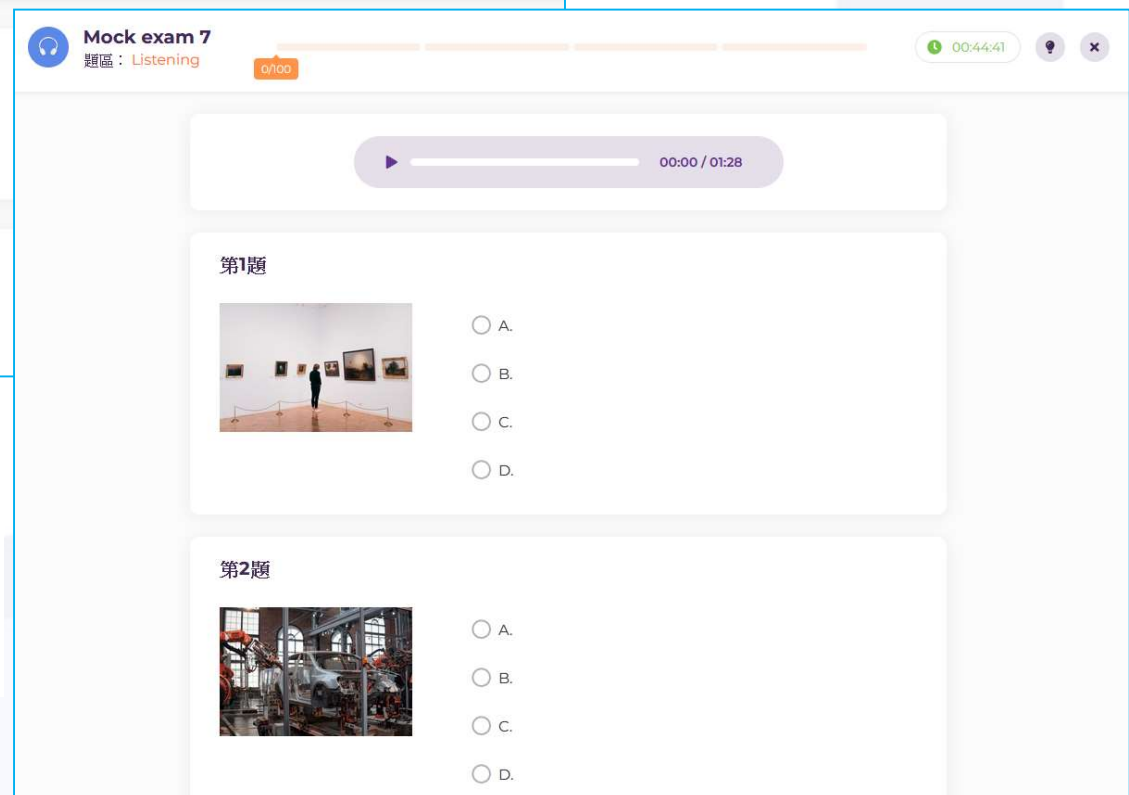 Mock exam 7
題區： Listening
0/100
00:44:41
00:00 / 01:28
第1題
A.
B.
C.
D.
第2題
A.
B.
C.
D.